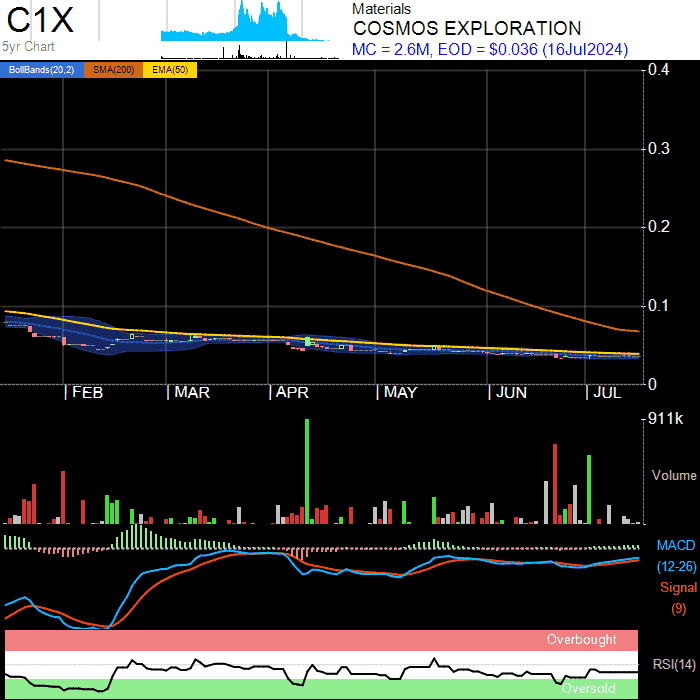 C1X
5yr Chart
Materials
COSMOS EXPLORATION
MC = 2.6M, EOD = $0.036 (16Jul2024)
BollBands(20,2) SMA(200) EMA(50)
0.4
0.3
0.2
0.1
0
FEB MAR APR MAY JUN JUL
911k
Volume
MACD
(12-26)
Signal
(9)
Overbought
RSI(14)
Oversold